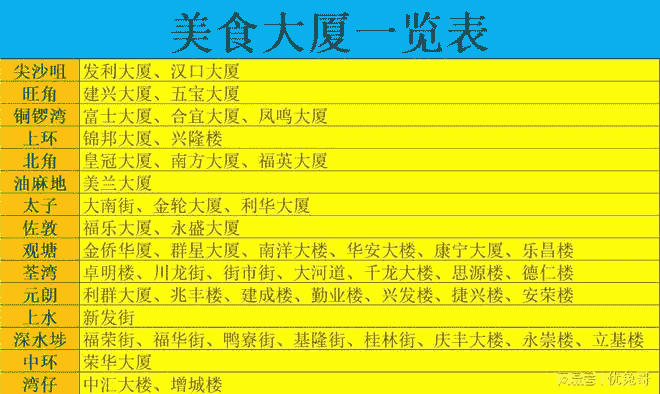 美食大厦一览表
尖沙咀 发利大厦、汉口大厦
旺角 建兴大厦、五宝大厦
铜锣湾 富士大厦、合宜大厦、凤鸣大厦
上环 锦邦大厦、兴隆楼
北角 皇冠大厦、南方大厦、福英大厦
油麻地 美兰大厦
太子 大南街、金轮大厦、利华大厦
佐敦 福乐大厦、永盛大厦
观塘 金侨华厦、群星大厦、南洋大楼、华安大楼、康宁大厦、乐昌楼
荃湾 卓明楼、川龙街、街市街、大河道、千龙大楼、思源楼、德仁楼
元朗 利群大厦、兆丰楼、建成楼、勤业楼、兴发楼、捷兴楼、安荣楼
上水 新发街
深水埗 福荣街、福华街、鸭寮街、基隆街、桂林街、庆丰大楼、永崇楼、立基楼
中环 荣华大厦
湾仔 中汇大楼、增城楼
优兔哥